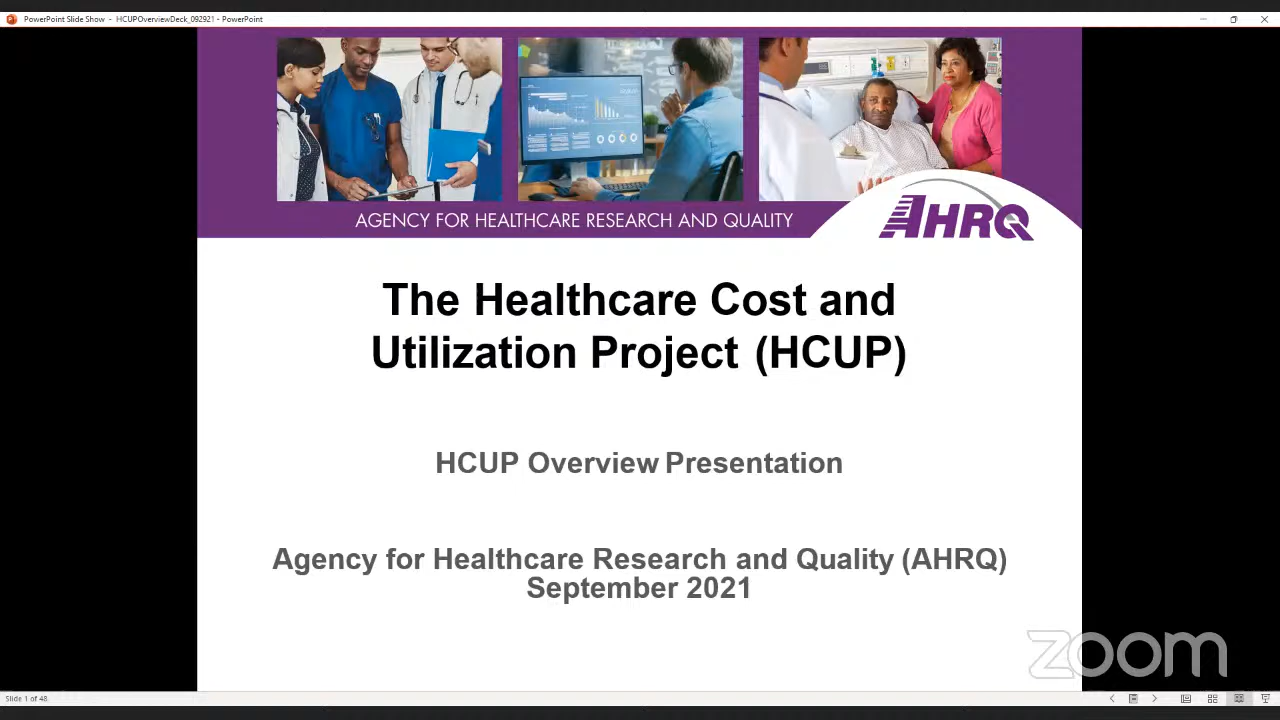 PowerPoint Slide Show - HCUPOverviewDeck_092921 - PowerPoint
AGENCY FOR HEALTHCARE RESEARCH AND QUALITY
AHRQ
The Healthcare Cost and
Utilization Project (HCUP)
HCUP Overview Presentation
Agency for Healthcare Research and Quality (AHRQ)
September 2021
zoom
Slide 1 of 48